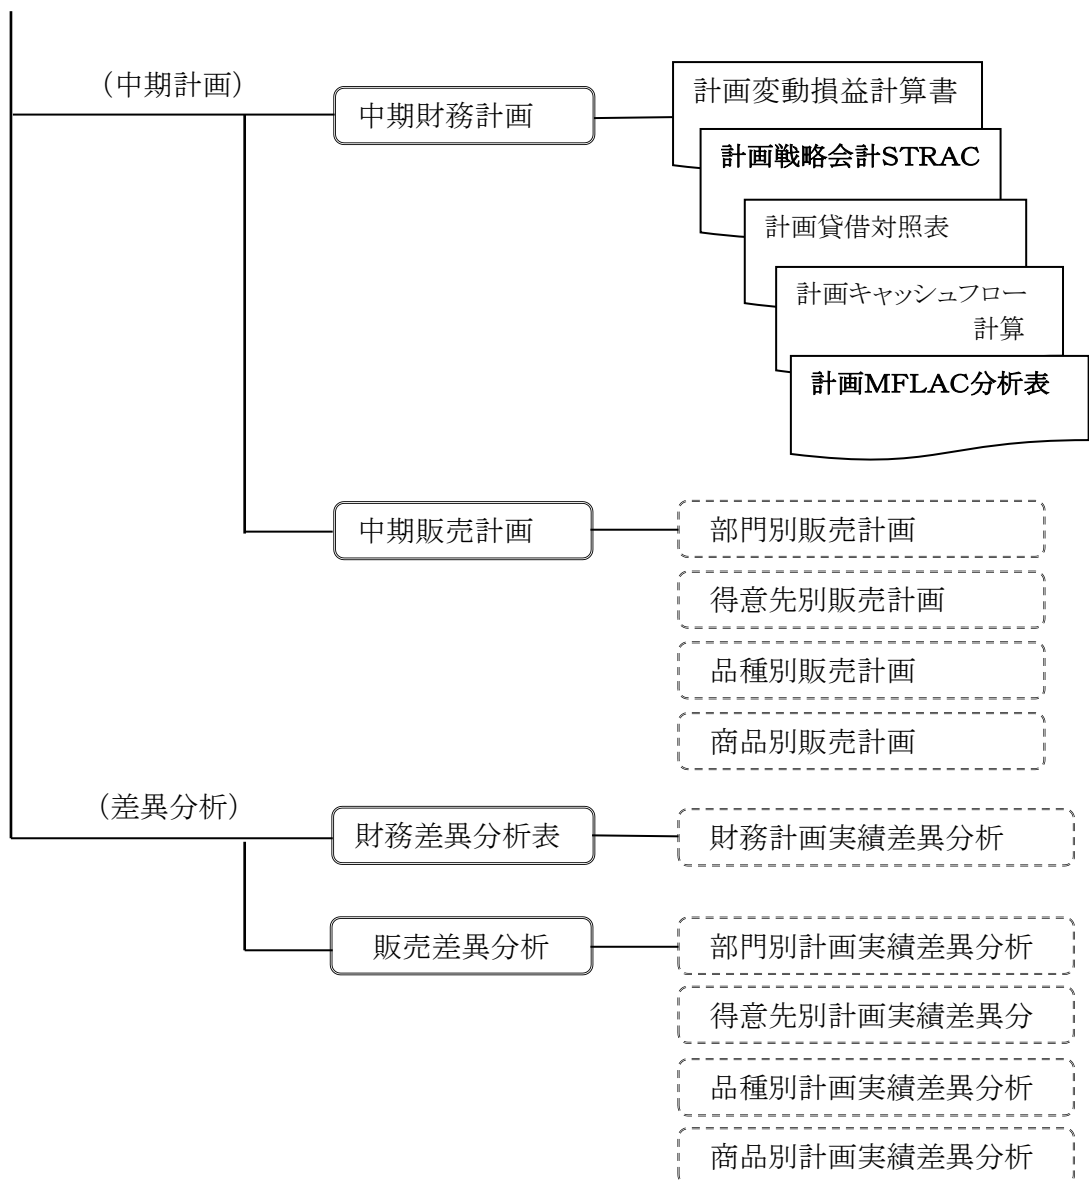 （中期計画）
中期財務計画
計画変動損益計算書
計画戦略会計STRAC
計画貸借対照表
計画キャッシュフロー
計算
計画MFLAC分析表
中期販売計画
部門別販売計画
得意先別販売計画
品種別販売計画
商品別販売計画
（差異分析）
財務差異分析表
財務計画実績差異分析
販売差異分析
部門別計画実績差異分析
得意先別計画実績差異分
品種別計画実績差異分析
商品別計画実績差異分析